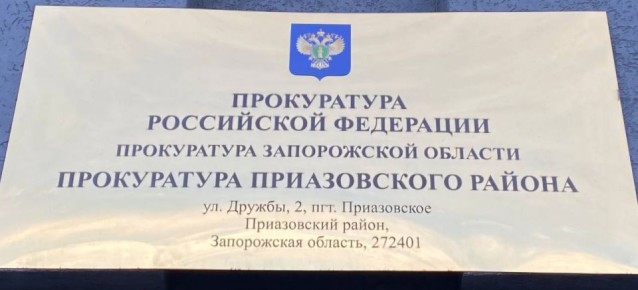 ПРОКУРАТУРА
РОССИЙСКОЙ ФЕДЕРАЦИИ
ПРОКУРАТУРА ЗАПОРОЖСКОЙ ОБЛАСТИ
ПРОКУРАТУРА ПРИАЗОВСКОГО РАЙОНА
ул. Дружбы, 2, пгт. Приазовское
Приазовский район,
Запорожская область, 272401